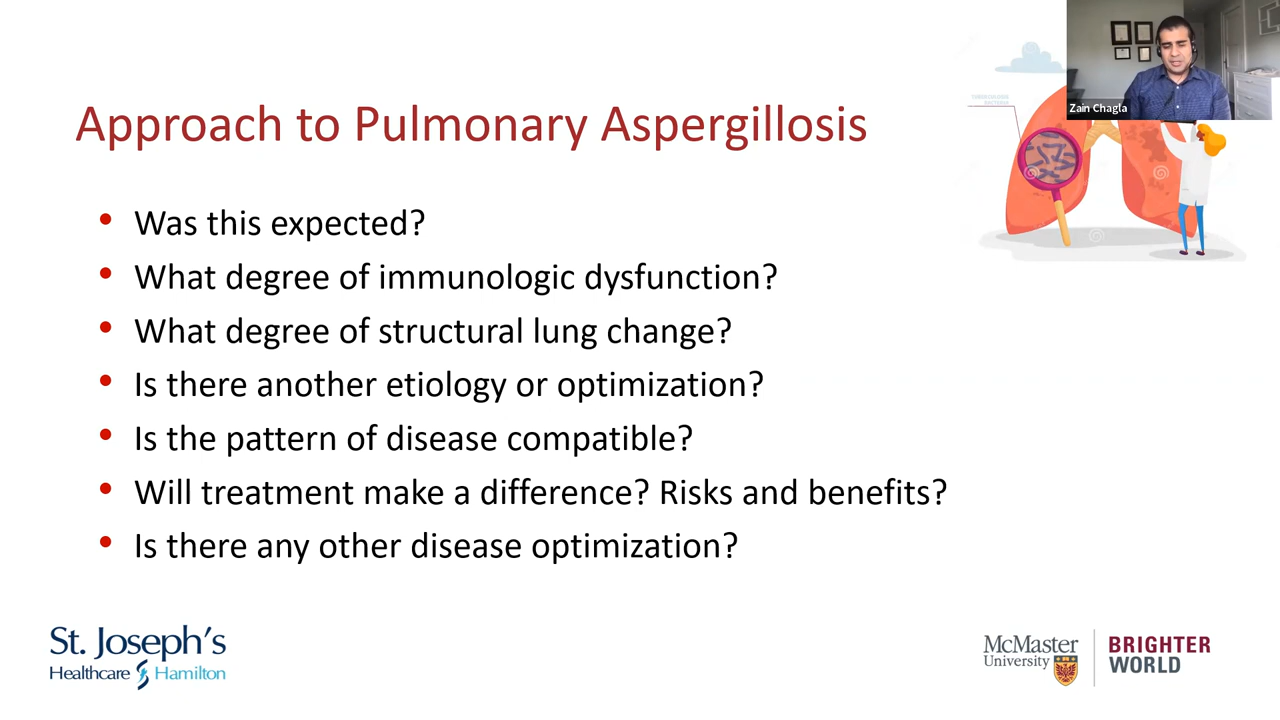 Zain Chagla
TUBERCULOSIS
BACTERIA
Approach to Pulmonary Aspergillosis
• Was this expected?
• What degree of immunologic dysfunction?
• What degree of structural lung change?
• Is there another etiology or optimization?
• Is the pattern of disease compatible?
• Will treatment make a difference? Risks and benefits?
• Is there any other disease optimization?
St. Joseph's
Healthcare Hamilton
McMaster
University
BRIGHTER
WORLD